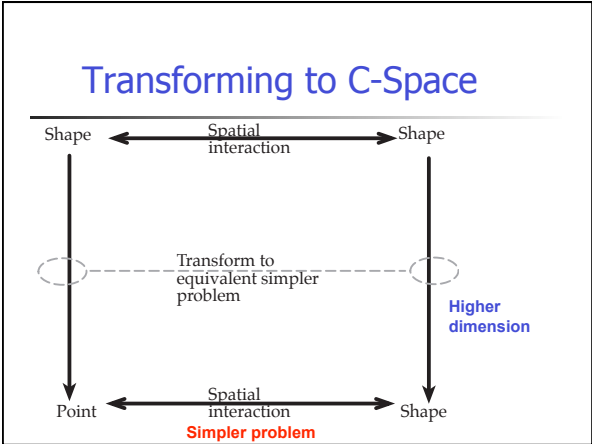 Transforming to C-Space
Shape
Spatial
interaction
Shape
Transform to
equivalent simpler
problem
Higher
dimension
Point
Spatial
interaction
Shape
Simpler problem